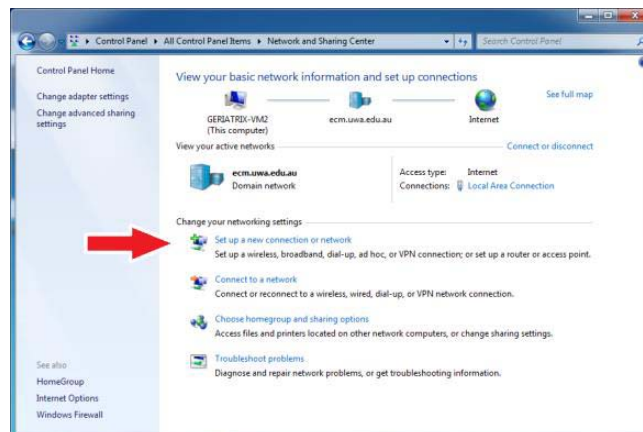 Control Panel ▸ All Control Panel Items ▸ Network and Sharing Center
Search Control Panel
Control Panel Home
Change adapter settings
Change advanced sharing
settings
View your basic network information and set up connections
See full map
GERIATRIX-VM2
(This computer)
ecm.uwa.edu.au
Internet
View your active networks
Connect or disconnect
ecm.uwa.edu.au
Domain network
Access type: Internet
Connections: Local Area Connection
Change your networking settings
Set up a new connection or network
Set up a wireless, broadband, dial-up, ad hoc, or VPN connection; or set up a router or access point.
Connect to a network
Connect or reconnect to a wireless, wired, dial-up, or VPN network connection.
Choose homegroup and sharing options
Access files and printers located on other network computers, or change sharing settings.
Troubleshoot problems
Diagnose and repair network problems, or get troubleshooting information.
See also
HomeGroup
Internet Options
Windows Firewall